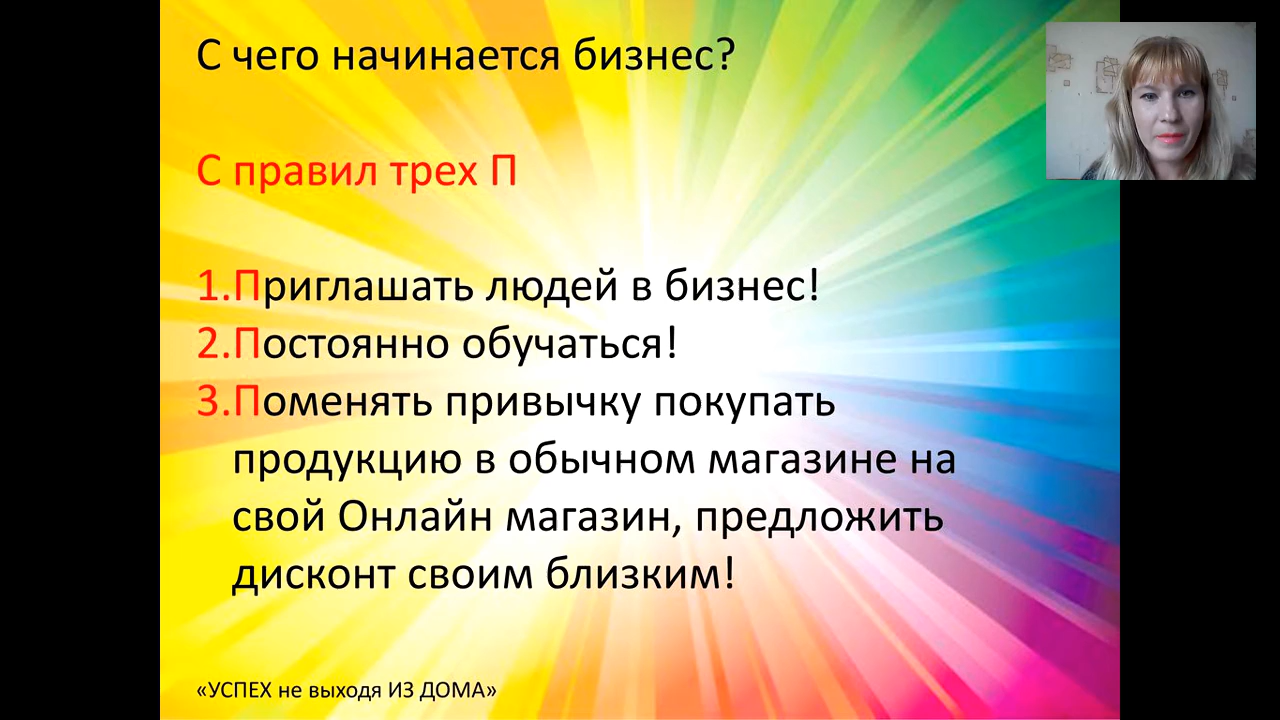 С чего начинается бизнес?
С правил трех П
1.Приглашать людей в бизнес!
2.Постоянно обучаться!
3.Поменять привычку покупать
продукцию в обычном магазине на
свой Онлайн магазин, предложить
дисконт своим близким!
«УСПЕХ не выходя ИЗ ДОМА»